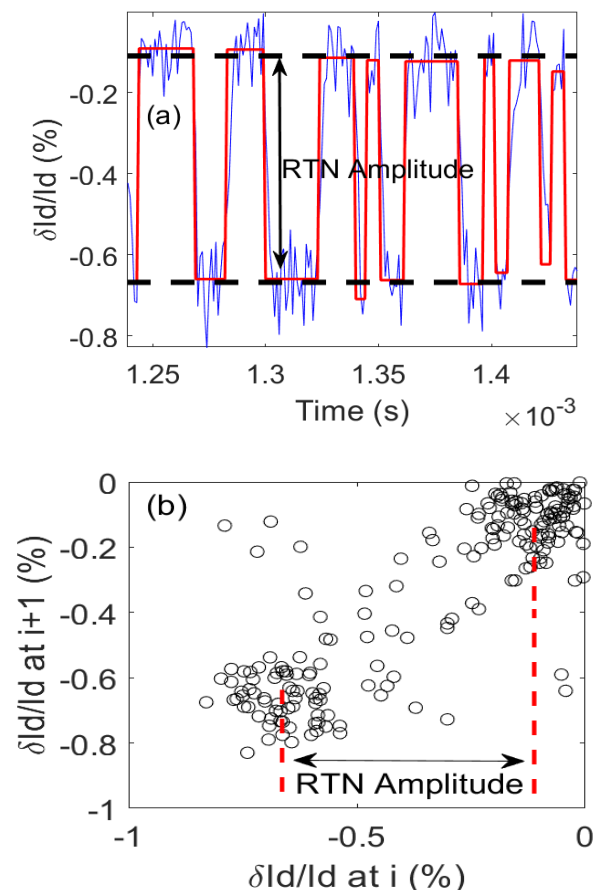 -0.2
(a)
RTN Amplitude
-0.4
-0.6
-0.8
δId/Id (%)
1.25 1.3 1.35 1.4
Time (s) × 10⁻³
0
(b)
-0.2
-0.4
-0.6
-0.8
RTN Amplitude
-1
δId/Id at i+1 (%)
-1 -0.5 0
δId/Id at i (%)